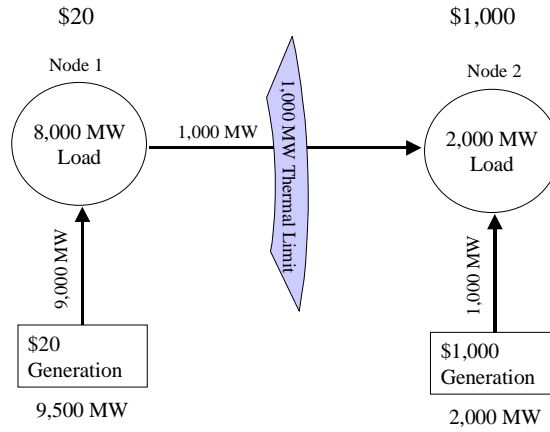 $20
$1,000
Node 1
Node 2
8,000 MW
Load
1,000 MW
1,000 MW Thermal Limit
2,000 MW
Load
9,000 MW
1,000 MW
$20
Generation
$1,000
Generation
9,500 MW
2,000 MW